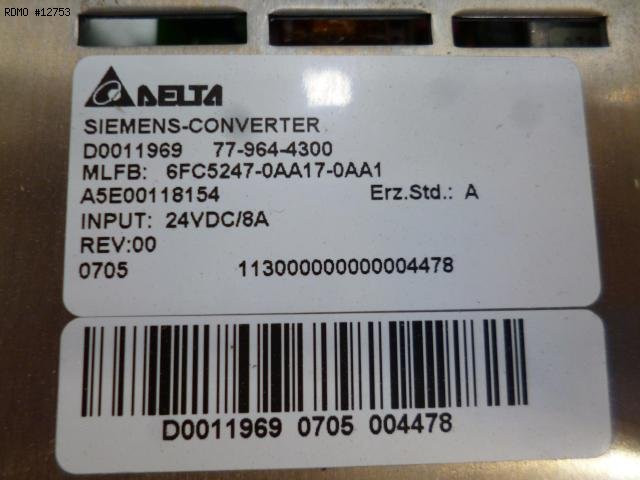 RDMO #12753
DELTA
SIEMENS-CONVERTER
D0011969 77-964-4300
MLFB: 6FC5247-0AA17-0AA1
A5E00118154 Erz.Std.: A
INPUT: 24VDC/8A
REV:00
0705 113000000000004478
D0011969 0705 004478